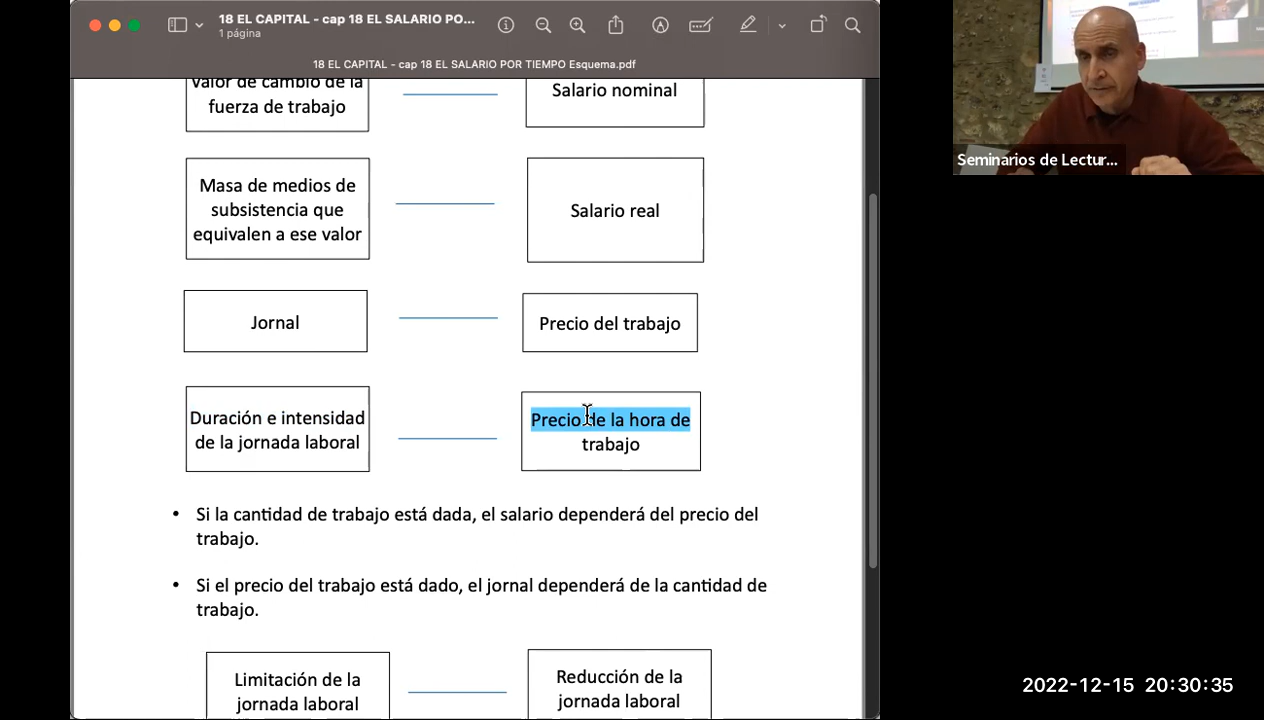 18 EL CAPITAL - cap 18 EL SALARIO PO...
1 página
18 EL CAPITAL - cap 18 EL SALARIO POR TIEMPO Esquema.pdf
Valor de cambio de la
fuerza de trabajo
Salario nominal
Masa de medios de
subsistencia que
equivalen a ese valor
Salario real
Jornal
Precio del trabajo
Duración e intensidad
de la jornada laboral
Precio de la hora de
trabajo
• Si la cantidad de trabajo está dada, el salario dependerá del precio del
trabajo.
• Si el precio del trabajo está dado, el jornal dependerá de la cantidad de
trabajo.
Limitación de la
jornada laboral
Reducción de la
jornada laboral
Seminarios de Lectur...
2022-12-15 20:30:35